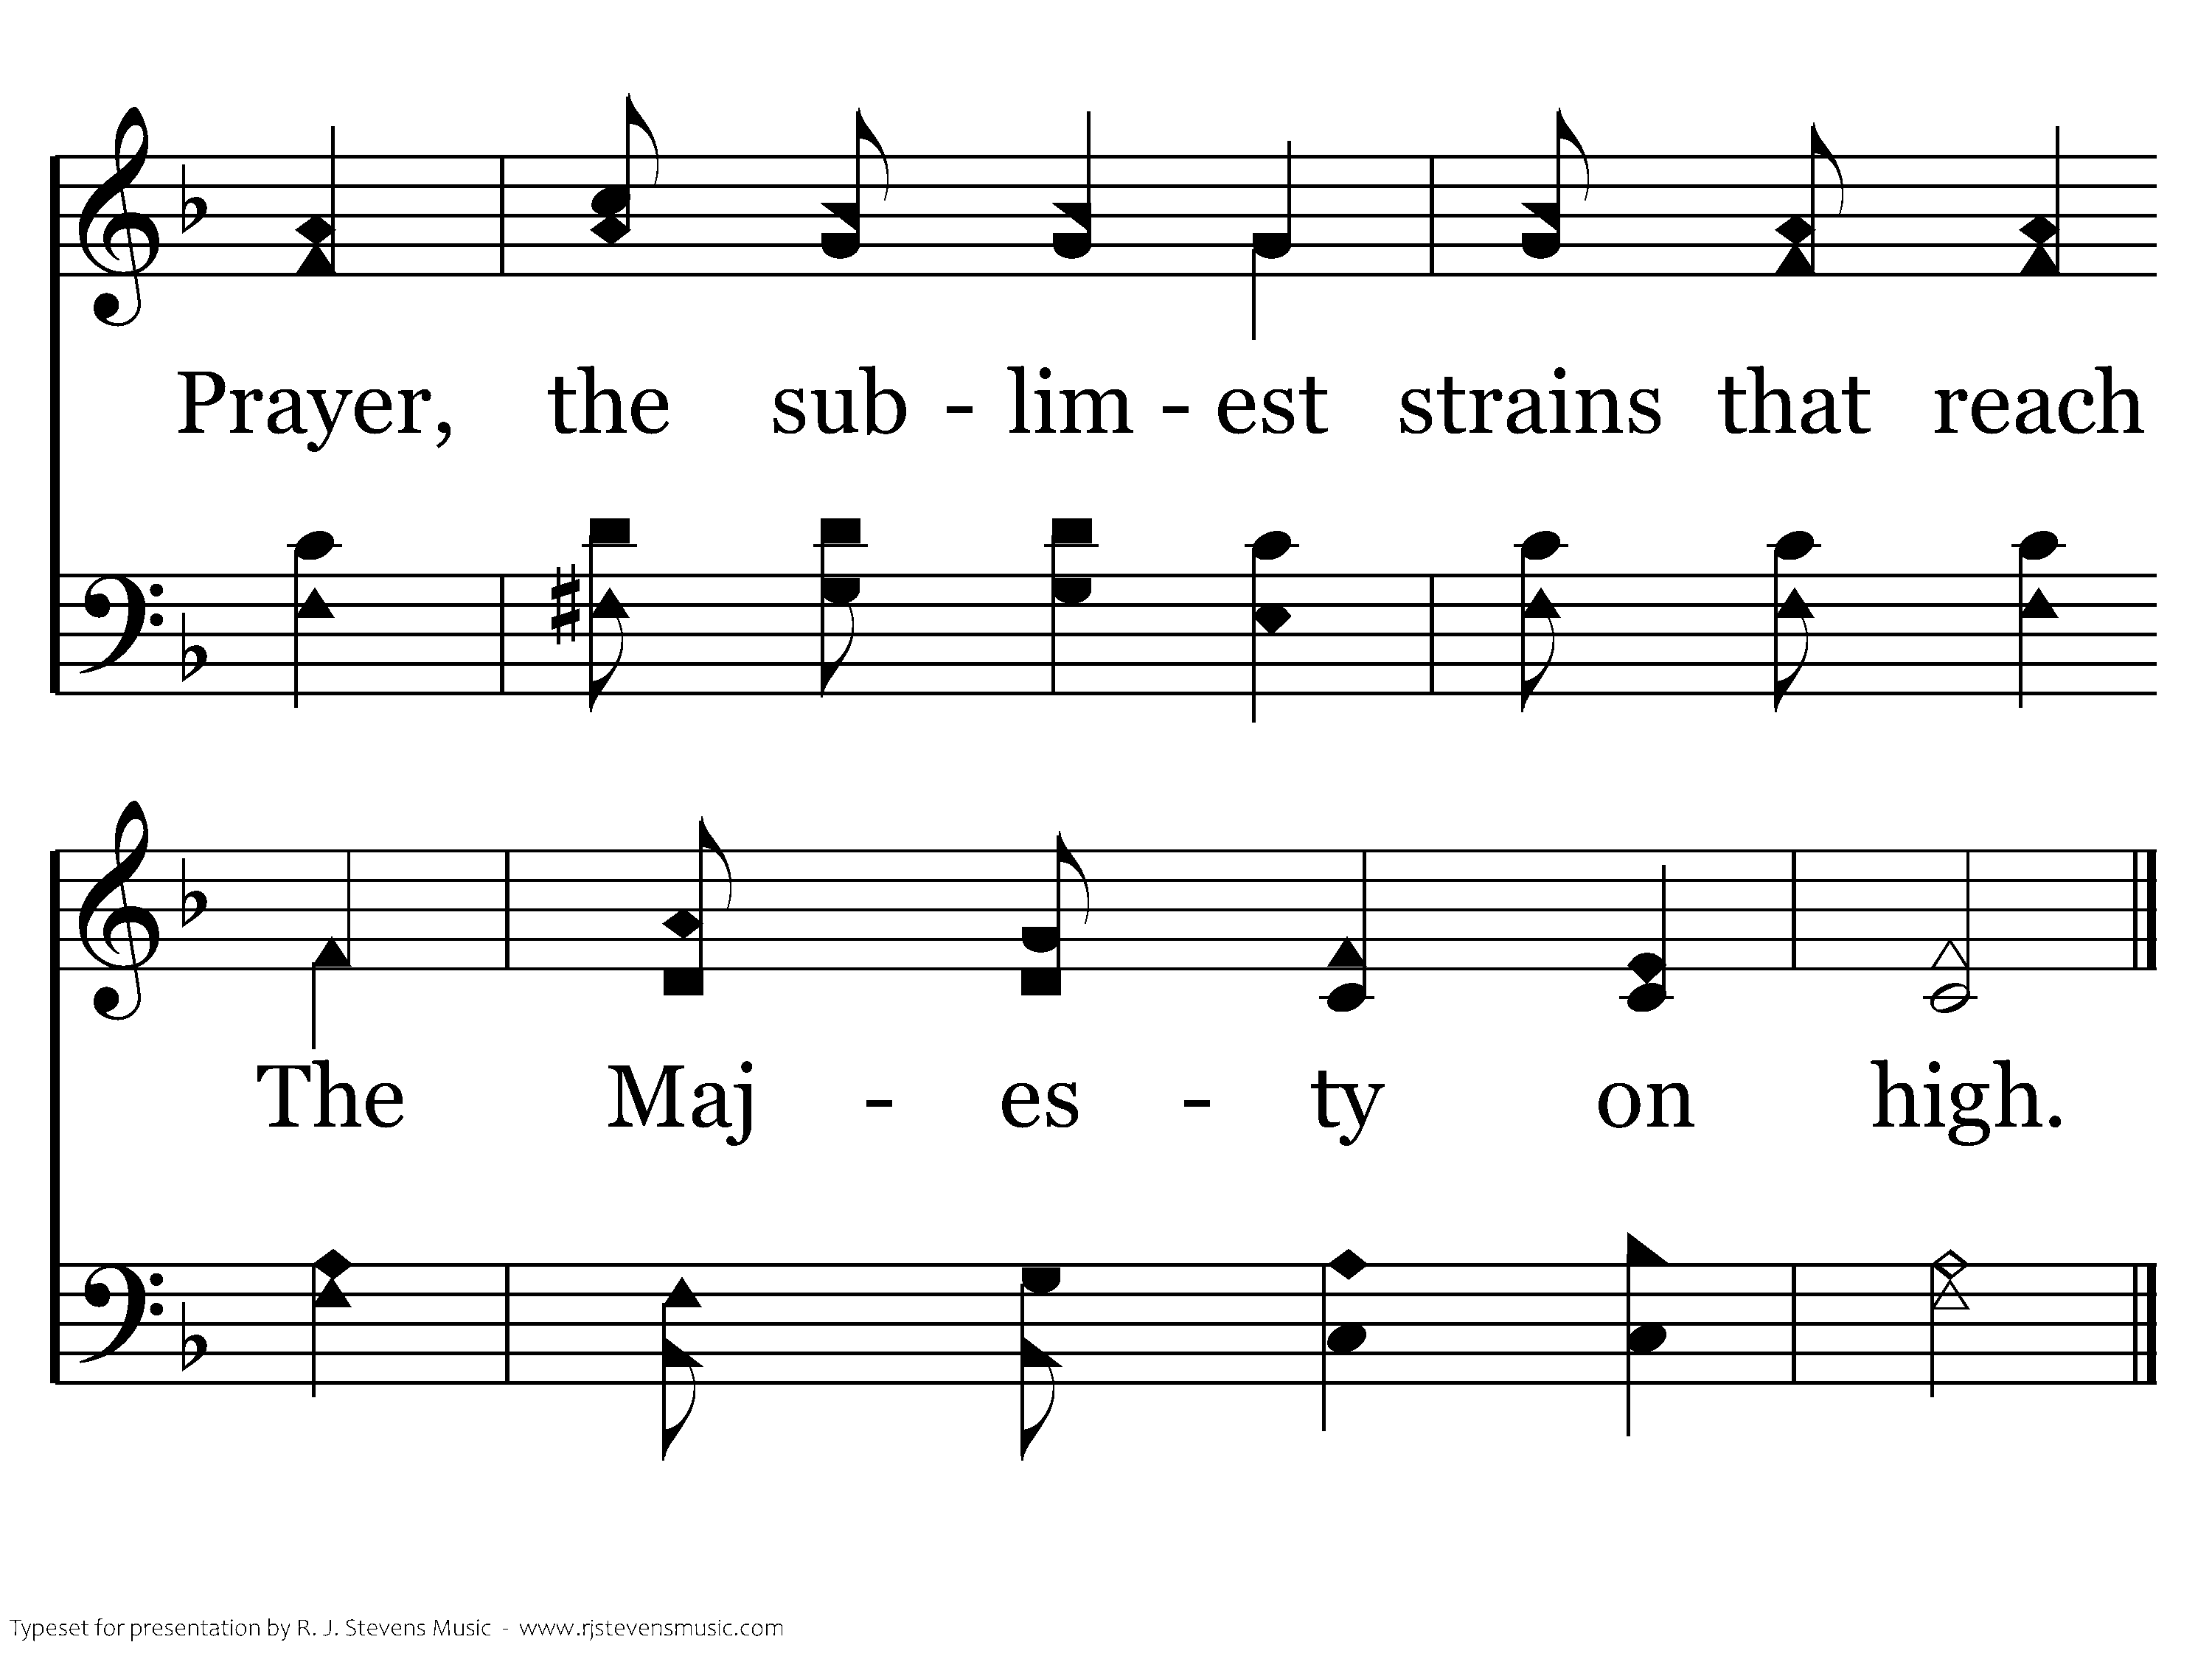 Prayer, the sub - lim - est strains that reach
The Maj - es - ty on high.
Typeset for presentation by R. J. Stevens Music - www.rjstevensmusic.com